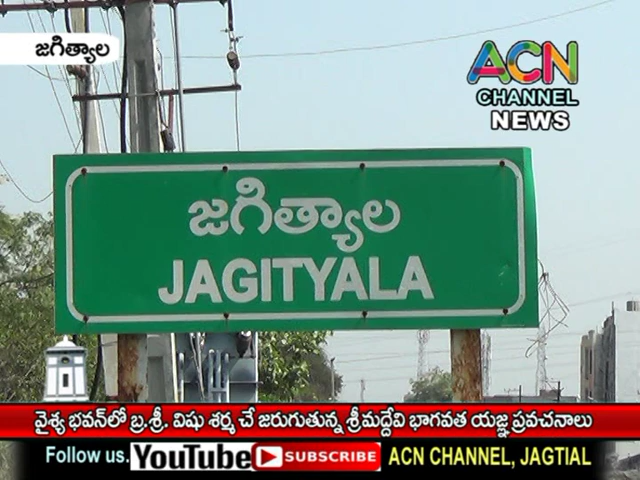 జగిత్యాల
ACN
CHANNEL
NEWS
జగిత్యాల
JAGITYALA
వైశ్య భవన్‌లో బ్ర.శ్రీ. విషు శర్మ చే జరుగుతున్న శ్రీమద్దేవి భాగవత యజ్ఞ ప్రవచనాలు
Follow us. YouTube SUBSCRIBE ACN CHANNEL, JAGTIAL